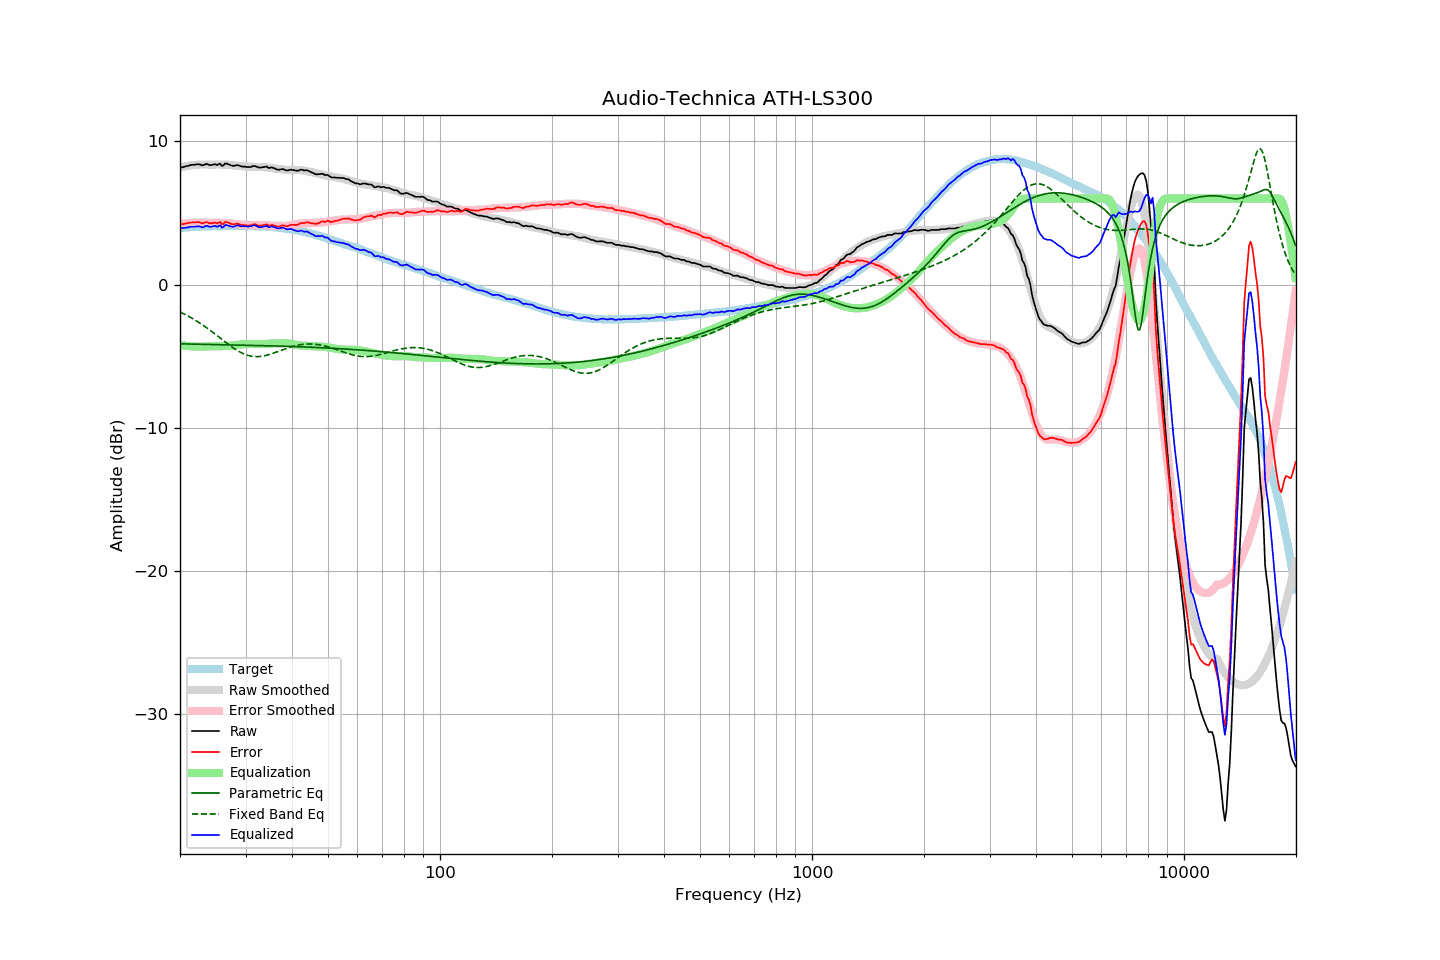 Audio-Technica ATH-LS300
10
0
−10
−20
−30
Amplitude (dBr)
Target
Raw Smoothed
Error Smoothed
Raw
Error
Equalization
Parametric Eq
Fixed Band Eq
Equalized
100
1000
10000
Frequency (Hz)